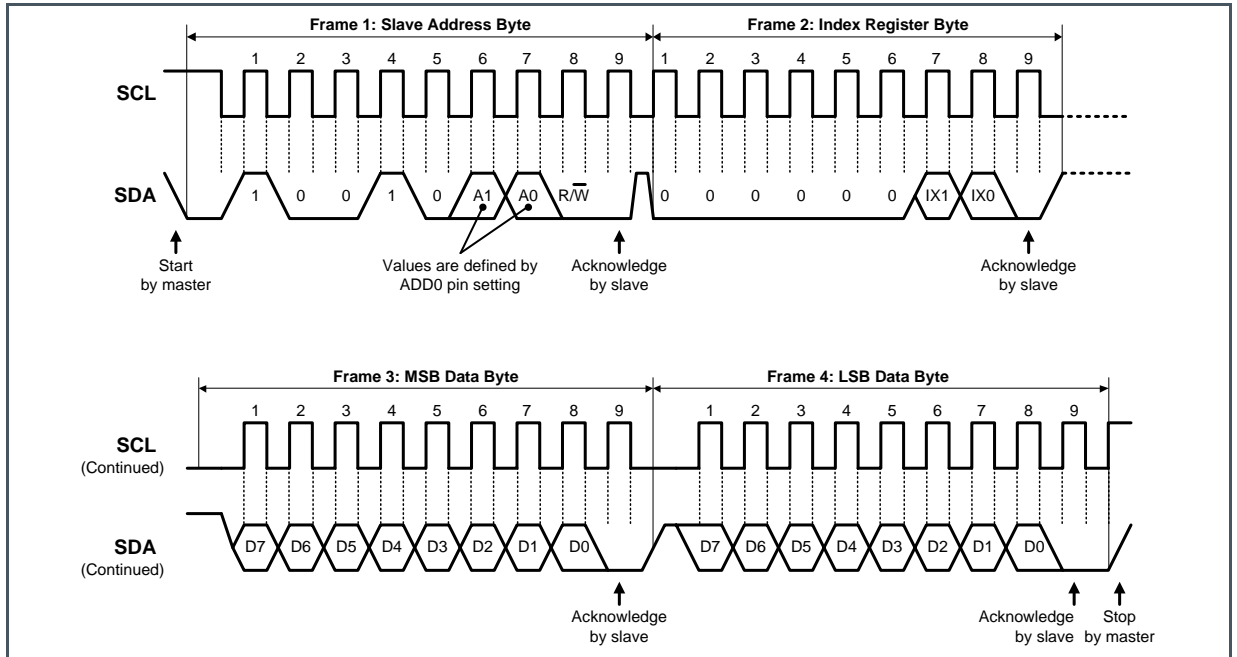 Frame 1: Slave Address Byte Frame 2: Index Register Byte
1 2 3 4 5 6 7 8 9 1 2 3 4 5 6 7 8 9
SCL
SDA 1 0 0 1 0 A1 A0 R/W̅ 0 0 0 0 0 0 IX1 IX0
Start by master
Values are defined by ADD0 pin setting
Acknowledge by slave
Acknowledge by slave
Frame 3: MSB Data Byte Frame 4: LSB Data Byte
1 2 3 4 5 6 7 8 9 1 2 3 4 5 6 7 8 9
SCL
(Continued)
SDA D7 D6 D5 D4 D3 D2 D1 D0 D7 D6 D5 D4 D3 D2 D1 D0
(Continued)
Acknowledge by slave
Acknowledge by slave
Stop by master